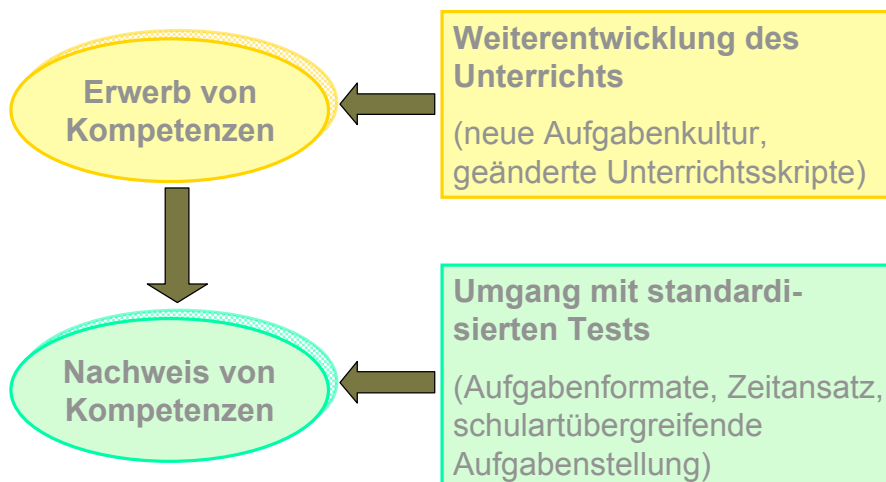 Erwerb von
Kompetenzen
Weiterentwicklung des
Unterrichts
(neue Aufgabenkultur,
geänderte Unterrichtsskripte)
Nachweis von
Kompetenzen
Umgang mit standardi-
sierten Tests
(Aufgabenformate, Zeitansatz,
schulartübergreifende
Aufgabenstellung)